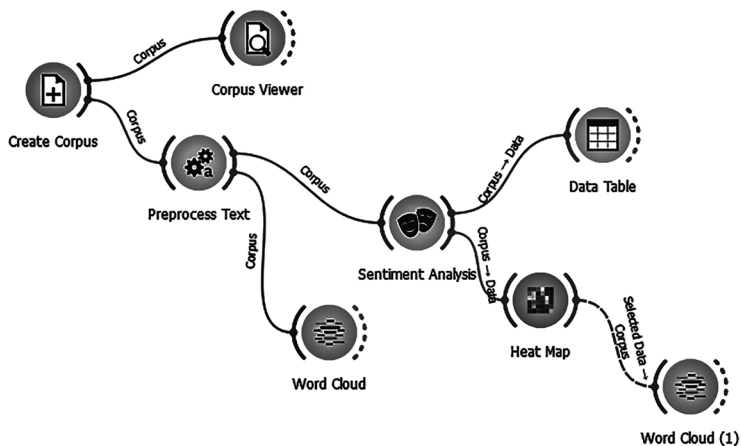 Corpus
Corpus Viewer
Create Corpus
Corpus
Preprocess Text
a
Corpus
Corpus
Word Cloud
Sentiment Analysis
Corpus → Data
Data Table
Corpus → Data
Heat Map
Selected Data →
Corpus
Word Cloud (1)